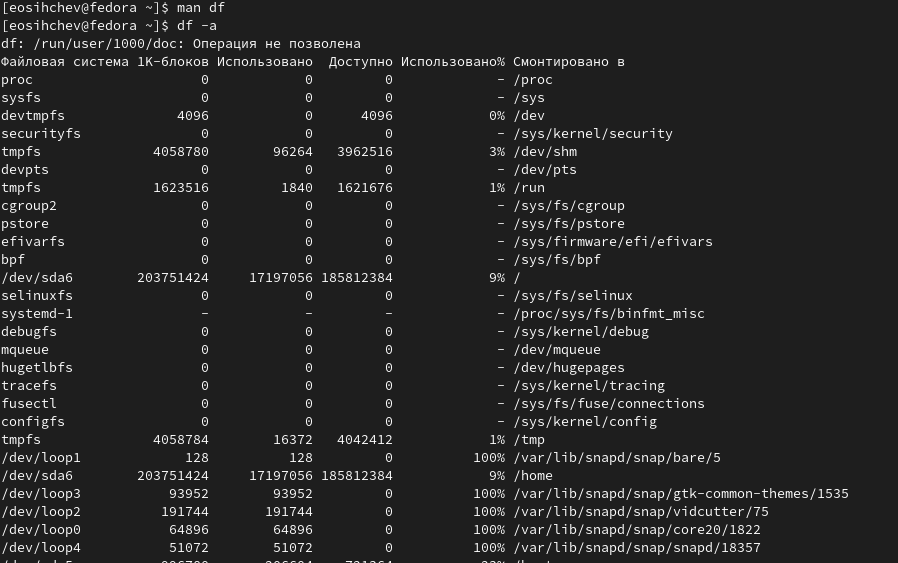 [eosihchev@fedora ~]$ man df
[eosihchev@fedora ~]$ df -a
df: /run/user/1000/doc: Операция не позволена
Файловая система 1K-блоков Использовано Доступно Использовано% Смонтировано в
proc 0 0 0 - /proc
sysfs 0 0 0 - /sys
devtmpfs 4096 0 4096 0% /dev
securityfs 0 0 0 - /sys/kernel/security
tmpfs 4058780 96264 3962516 3% /dev/shm
devpts 0 0 0 - /dev/pts
tmpfs 1623516 1840 1621676 1% /run
cgroup2 0 0 0 - /sys/fs/cgroup
pstore 0 0 0 - /sys/fs/pstore
efivarfs 0 0 0 - /sys/firmware/efi/efivars
bpf 0 0 0 - /sys/fs/bpf
/dev/sda6 203751424 17197056 185812384 9% /
selinuxfs 0 0 0 - /sys/fs/selinux
systemd-1 - - - - /proc/sys/fs/binfmt_misc
debugfs 0 0 0 - /sys/kernel/debug
mqueue 0 0 0 - /dev/mqueue
hugetlbfs 0 0 0 - /dev/hugepages
tracefs 0 0 0 - /sys/kernel/tracing
fusectl 0 0 0 - /sys/fs/fuse/connections
configfs 0 0 0 - /sys/kernel/config
tmpfs 4058784 16372 4042412 1% /tmp
/dev/loop1 128 128 0 100% /var/lib/snapd/snap/bare/5
/dev/sda6 203751424 17197056 185812384 9% /home
/dev/loop3 93952 93952 0 100% /var/lib/snapd/snap/gtk-common-themes/1535
/dev/loop2 191744 191744 0 100% /var/lib/snapd/snap/vidcutter/75
/dev/loop0 64896 64896 0 100% /var/lib/snapd/snap/core20/1822
/dev/loop4 51072 51072 0 100% /var/lib/snapd/snap/snapd/18357